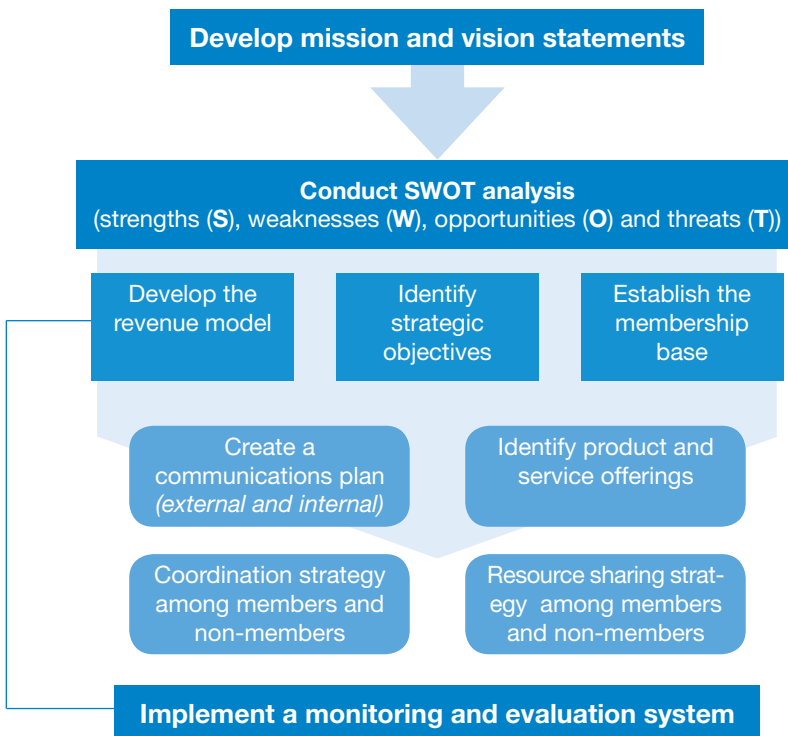 Develop mission and vision statements
Conduct SWOT analysis
(strengths (S), weaknesses (W), opportunities (O) and threats (T))
Develop the
revenue model
Identify
strategic
objectives
Establish the
membership
base
Create a
communications plan
(external and internal)
Identify product and
service offerings
Coordination strategy
among members and
non-members
Resource sharing strat-
egy  among members
and non-members
Implement a monitoring and evaluation system